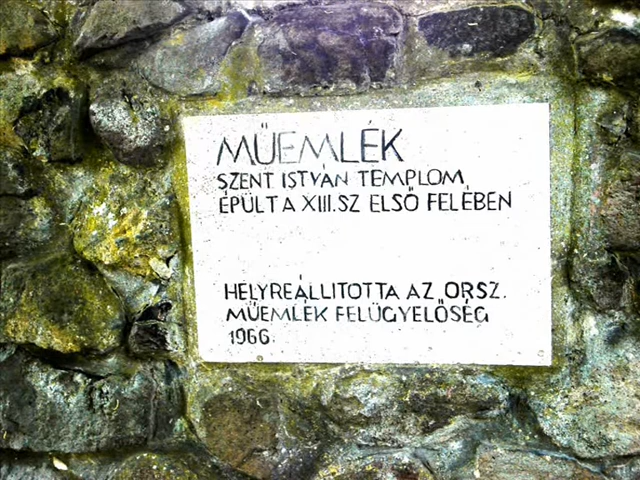 MŰEMLÉK
SZENT ISTVÁN TEMPLOM
ÉPÜLT A XIII.SZ ELSŐ FELÉBEN
HELYREÁLLITOTTA AZ ORSZ.
MŰEMLÉK FELÜGYELŐSÉG
1966.